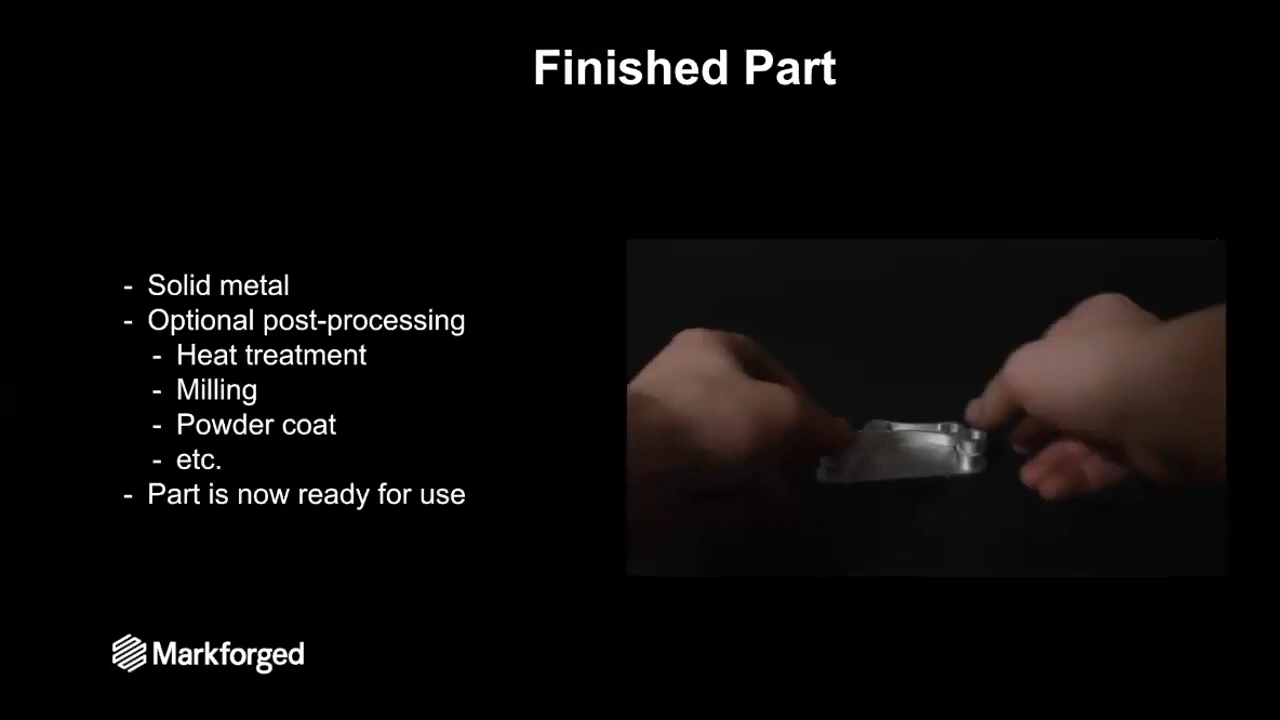 Finished Part
- Solid metal
- Optional post-processing
- Heat treatment
- Milling
- Powder coat
- etc.
- Part is now ready for use
Markforged